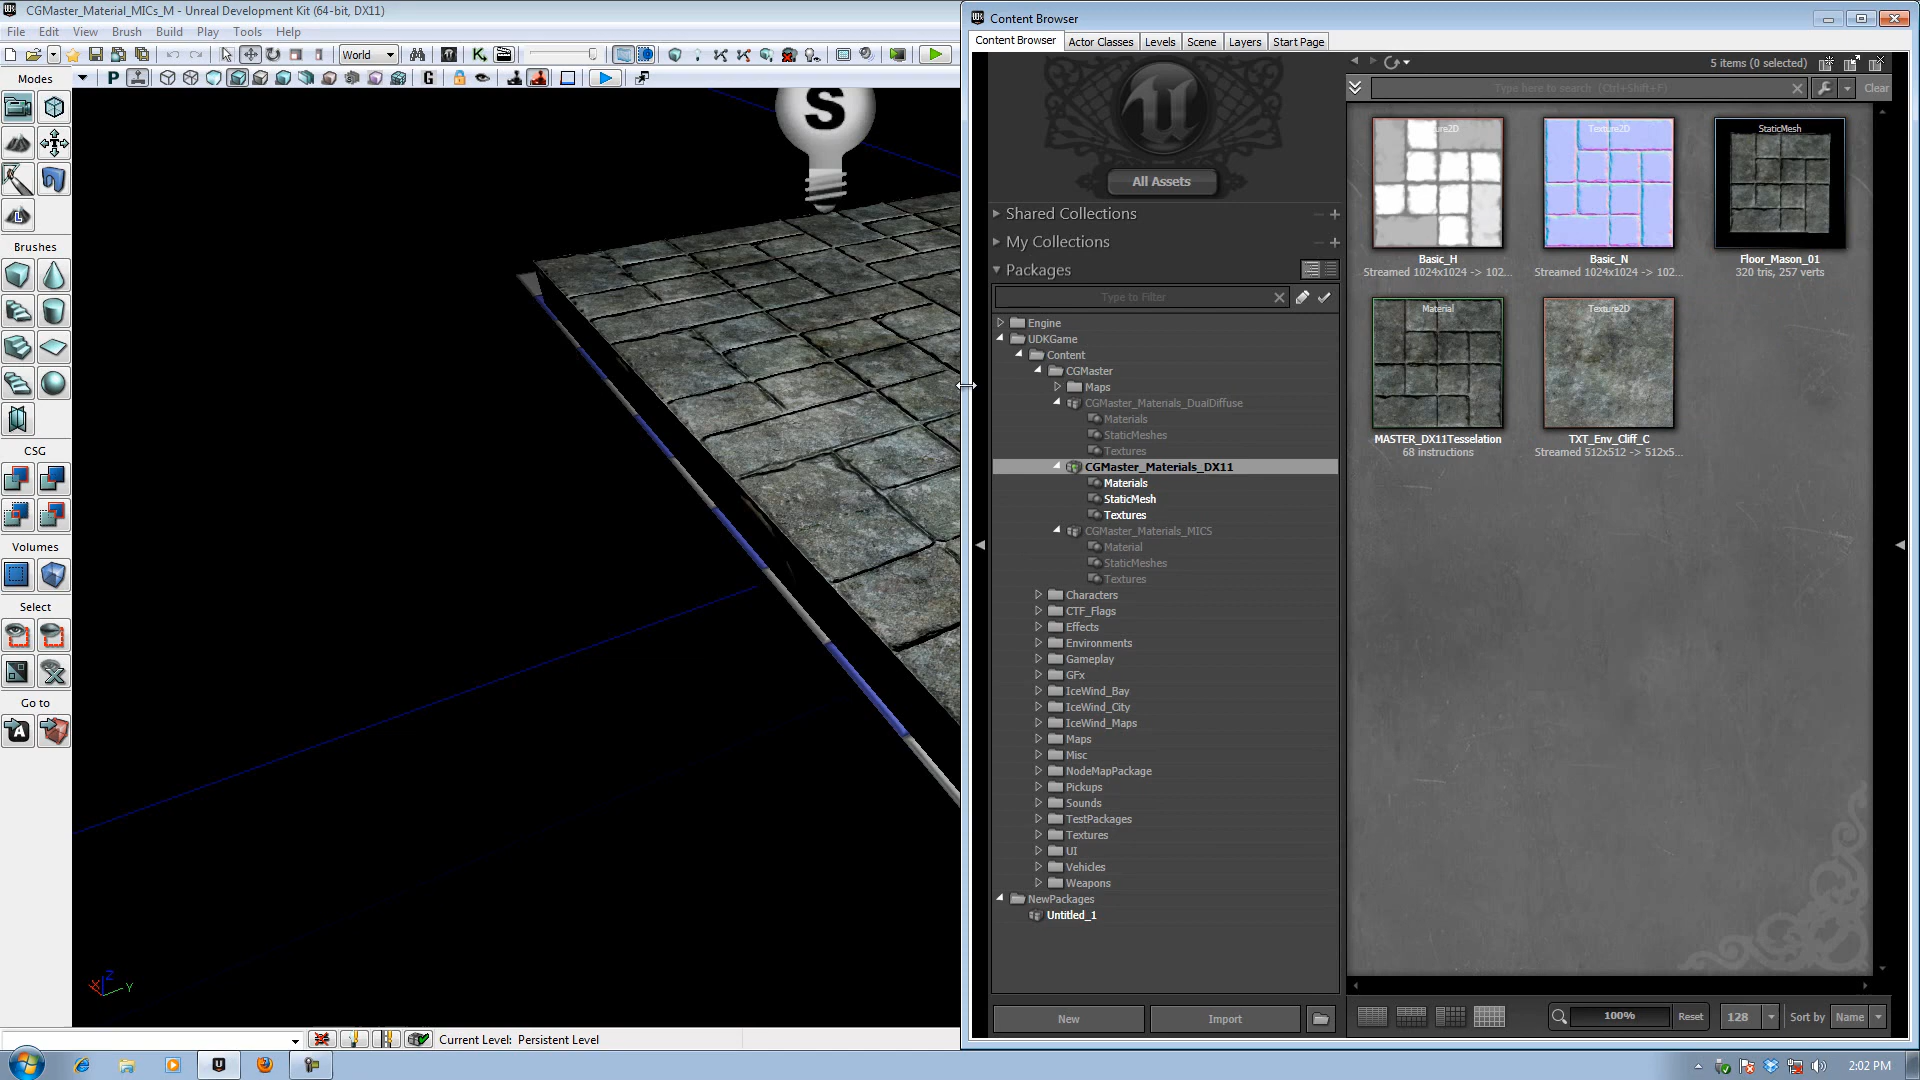 CGMaster_Material_MICs_M - Unreal Development Kit (64-bit, DX11)
File Edit View Brush Build Play Tools Help
World
Modes
P
G
L
Brushes
CSG
Volumes
Select
Go to
A
S
Z
X
Y
Current Level: Persistent Level
Content Browser
Content Browser Actor Classes Levels Scene Layers Start Page
All Assets
Shared Collections
My Collections
Packages
Type to Filter
Engine
UDKGame
Content
CGMaster
Maps
CGMaster_Materials_DualDiffuse
Materials
StaticMeshes
Textures
CGMaster_Materials_DX11
Materials
StaticMesh
Textures
CGMaster_Materials_MICS
Material
StaticMeshes
Textures
Characters
CTF_Flags
Effects
Environments
Gameplay
GFx
IceWind_Bay
IceWind_City
IceWind_Maps
Maps
Misc
NodeMapPackage
Pickups
Sounds
TestPackages
Textures
UI
Vehicles
Weapons
NewPackages
Untitled_1
New Import
5 items (0 selected)
Type here to search (Ctrl+Shift+F)
Clear
Basic_H
Streamed 1024x1024 -> 102...
Texture2D
Basic_N
Streamed 1024x1024 -> 102...
StaticMesh
Floor_Mason_01
320 tris, 257 verts
Material
MASTER_DX11Tesselation
68 instructions
Texture2D
TXT_Env_Cliff_C
Streamed 512x512 -> 512x5...
100% Reset 128 Sort by Name
2:02 PM